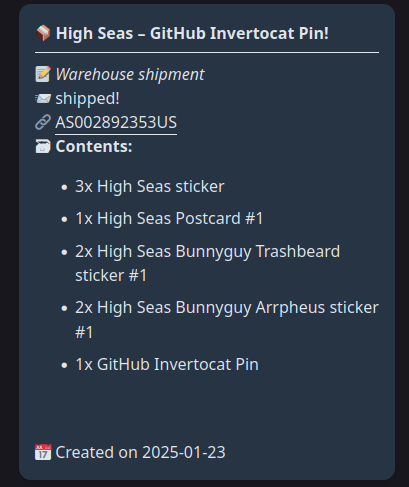 High Seas – GitHub Invertocat Pin!
Warehouse shipment
shipped!
AS002892353US
Contents:
• 3x High Seas sticker
• 1x High Seas Postcard #1
• 2x High Seas Bunnyguy Trashbeard
sticker #1
• 2x High Seas Bunnyguy Arrpheus sticker
#1
• 1x GitHub Invertocat Pin
Created on 2025-01-23